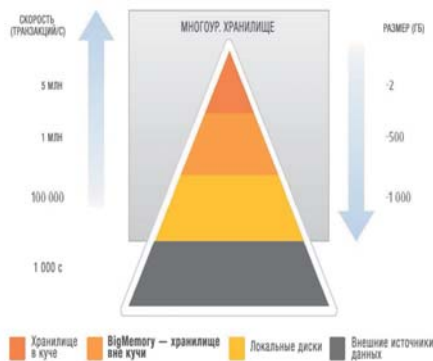 СКОРОСТЬ
(ТРАНЗАКЦИЙ/С)
МНОГОУР. ХРАНИЛИЩЕ
РАЗМЕР (ГБ)
5 МЛН
-2
1 МЛН
-500
100 000
-1 000
1 000 с
Хранилище
в куче
BigMemory — хранилище
вне кучи
Локальные диски
Внешние источники
данных